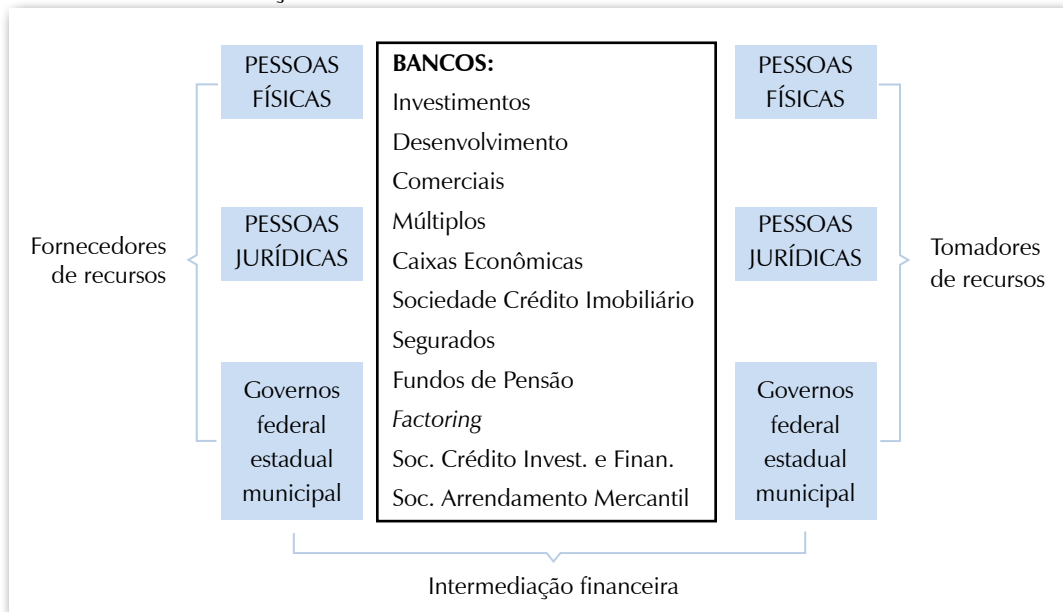 Fornecedores
de recursos
PESSOAS
FÍSICAS
PESSOAS
JURÍDICAS
Governos
federal
estadual
municipal
BANCOS:
Investimentos
Desenvolvimento
Comerciais
Múltiplos
Caixas Econômicas
Sociedade Crédito Imobiliário
Segurados
Fundos de Pensão
Factoring
Soc. Crédito Invest. e Finan.
Soc. Arrendamento Mercantil
PESSOAS
FÍSICAS
PESSOAS
JURÍDICAS
Governos
federal
estadual
municipal
Tomadores
de recursos
Intermediação financeira